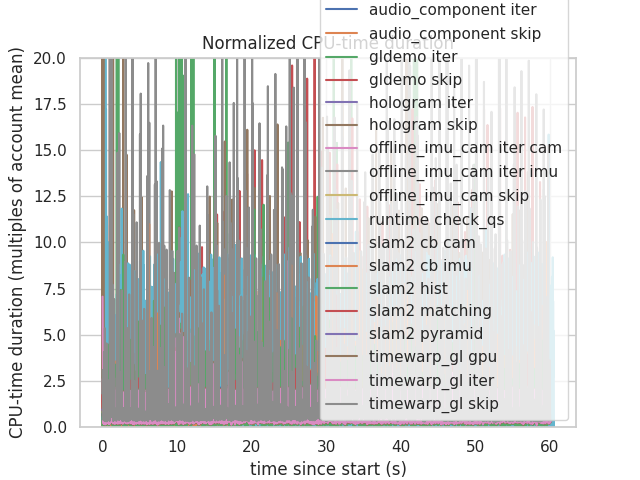 audio_component iter
audio_component skip
Normalized CPU-time duration
gldemo iter
gldemo skip
hologram iter
hologram skip
offline_imu_cam iter cam
offline_imu_cam iter imu
offline_imu_cam skip
runtime check_qs
slam2 cb cam
slam2 cb imu
slam2 hist
slam2 matching
slam2 pyramid
timewarp_gl gpu
timewarp_gl iter
timewarp_gl skip
CPU-time duration (multiples of account mean)
20.0
17.5
15.0
12.5
10.0
7.5
5.0
2.5
0.0
0 10 20 30 40 50 60
time since start (s)